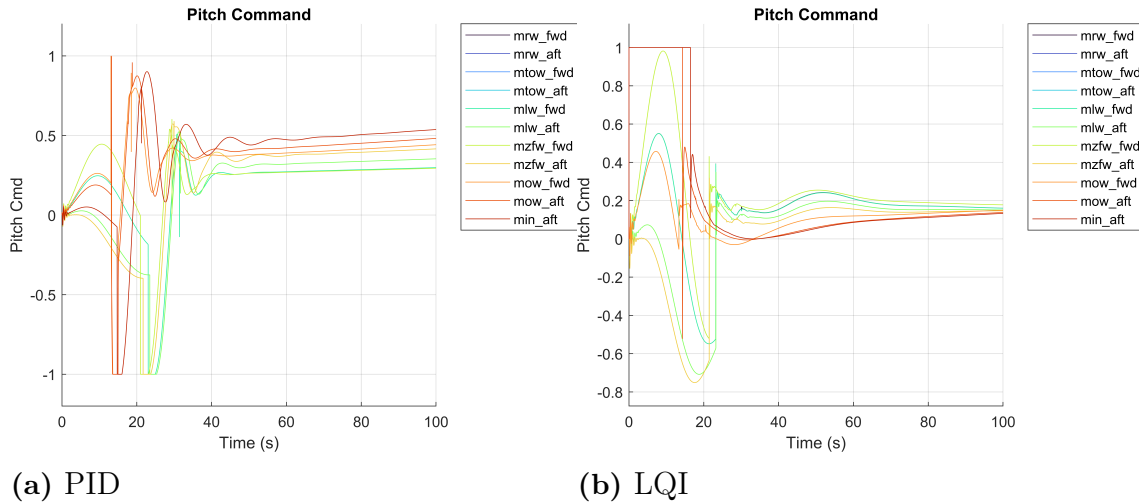 Pitch Command
1
0.5
0
-0.5
-1
Pitch Cmd
0 20 40 60 80 100
Time (s)
mrw_fwd
mrw_aft
mtow_fwd
mtow_aft
mlw_fwd
mlw_aft
mzfw_fwd
mzfw_aft
mow_fwd
mow_aft
min_aft
(a) PID
Pitch Command
1
0.8
0.6
0.4
0.2
0
-0.2
-0.4
-0.6
-0.8
Pitch Cmd
0 20 40 60 80 100
Time (s)
mrw_fwd
mrw_aft
mtow_fwd
mtow_aft
mlw_fwd
mlw_aft
mzfw_fwd
mzfw_aft
mow_fwd
mow_aft
min_aft
(b) LQI